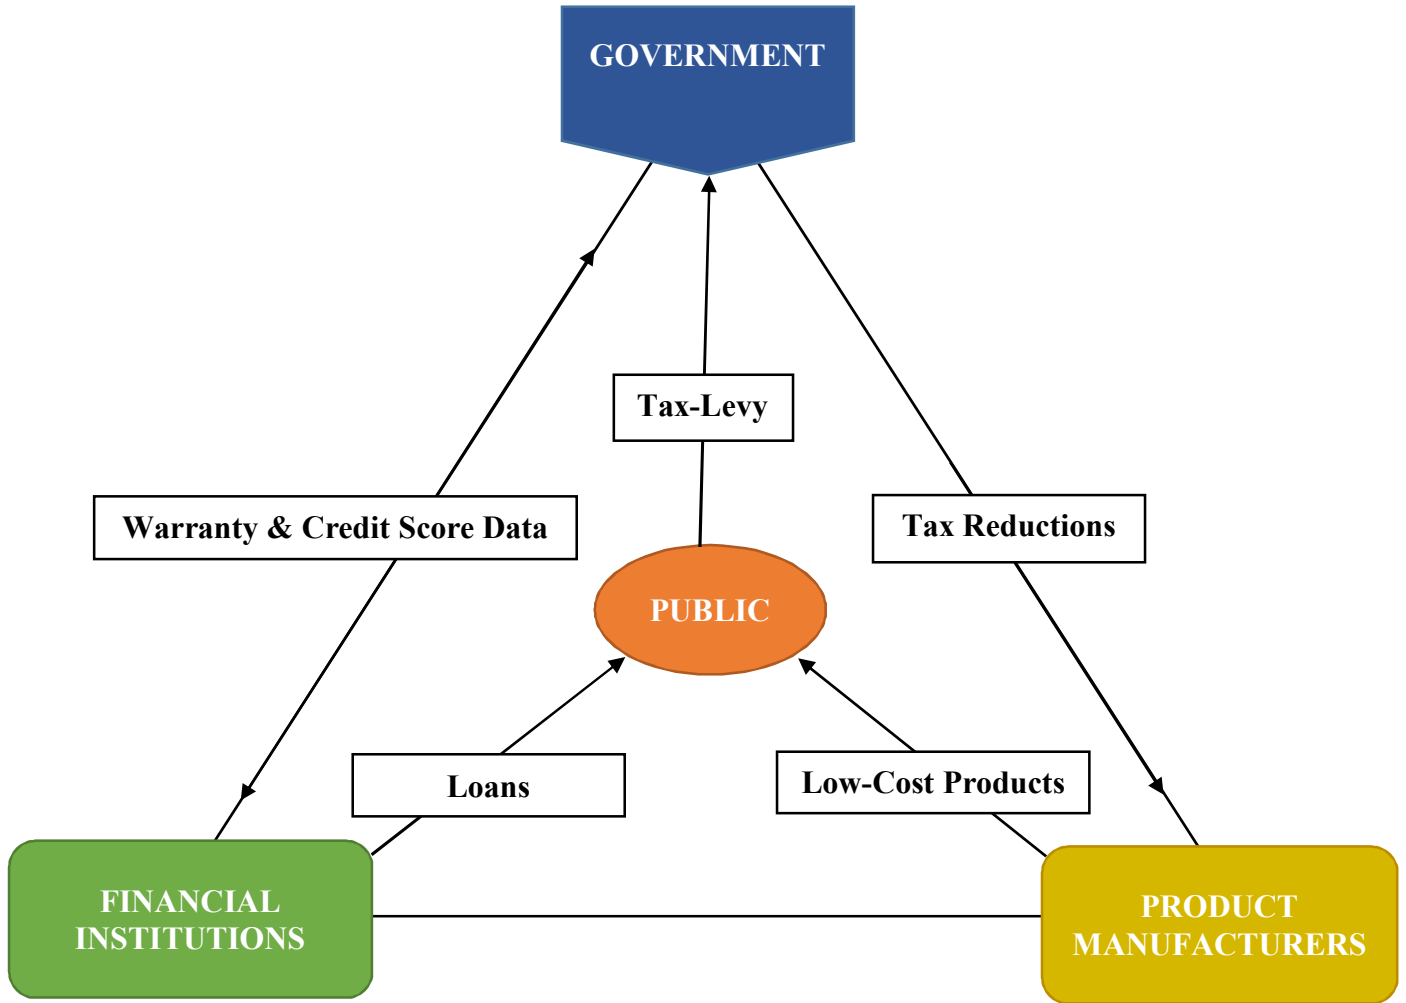 GOVERNMENT
Tax-Levy
Warranty & Credit Score Data
Tax Reductions
PUBLIC
Loans
Low-Cost Products
FINANCIAL
INSTITUTIONS
PRODUCT
MANUFACTURERS